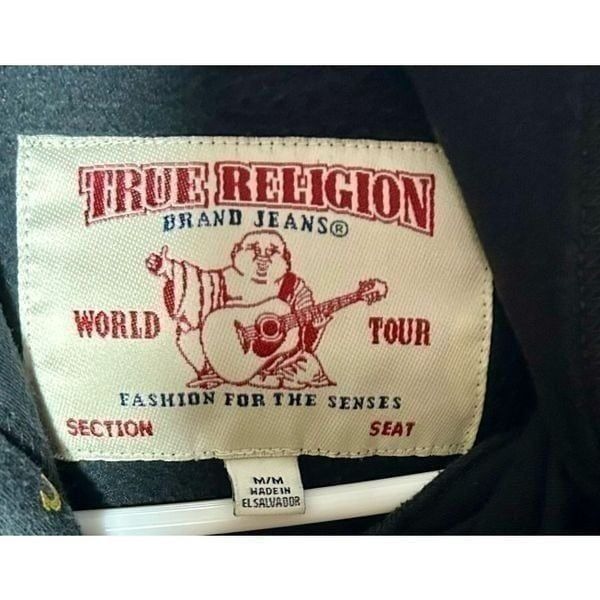 TRUE RELIGION
BRAND JEANS®
WORLD TOUR
FASHION FOR THE SENSES
SECTION SEAT
M/M
MADE IN
EL SALVADOR